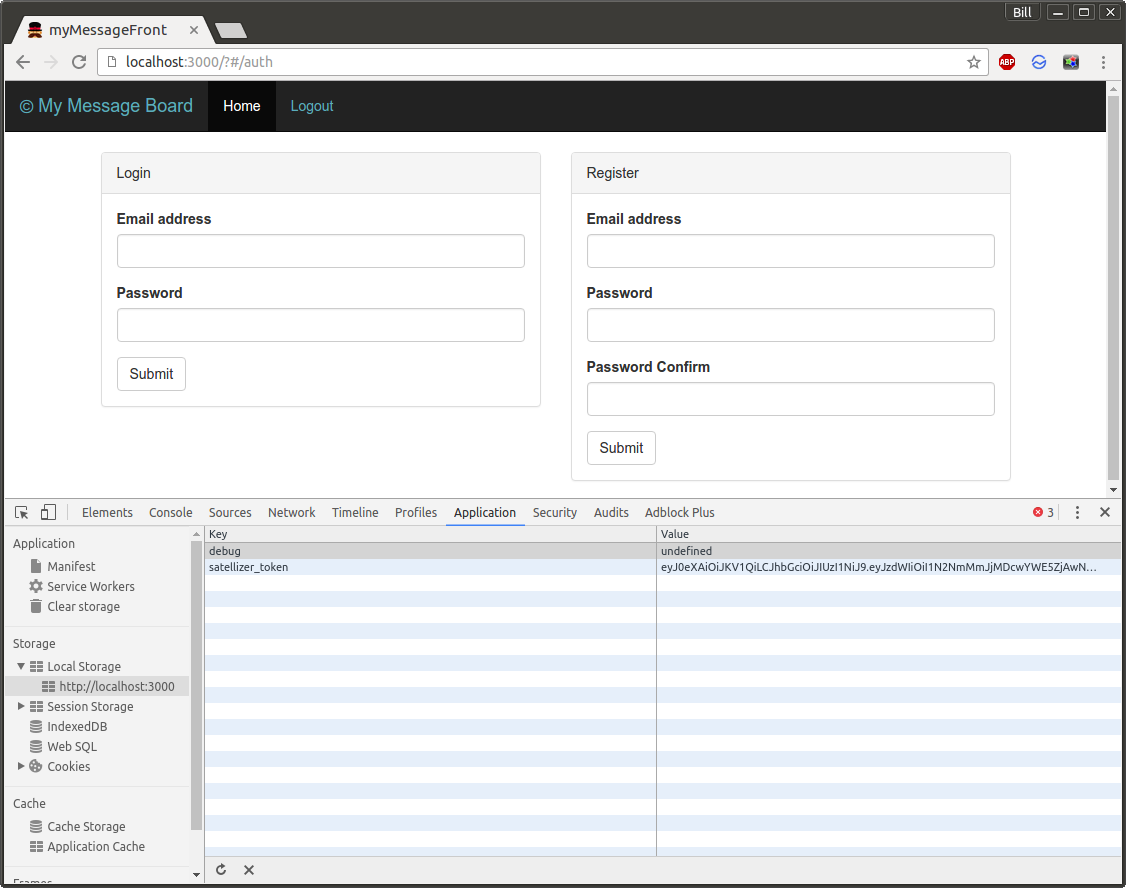 Bill
myMessageFront
localhost:3000/?#/auth
ABP
© My Message Board Home Logout
Login
Email address
Password
Submit
Register
Email address
Password
Password Confirm
Submit
Elements Console Sources Network Timeline Profiles Application Security Audits Adblock Plus 3
Application
Manifest
Service Workers
Clear storage
Storage
Local Storage
http://localhost:3000
Session Storage
IndexedDB
Web SQL
Cookies
Cache
Cache Storage
Application Cache
Frames
Key Value
debug undefined
satellizer_token eyJ0eXAiOiJKV1QiLCJhbGciOiJIUzI1NiJ9.eyJzdWIiOiI1N2NmMmJjMDcwYWE5ZjAwN...